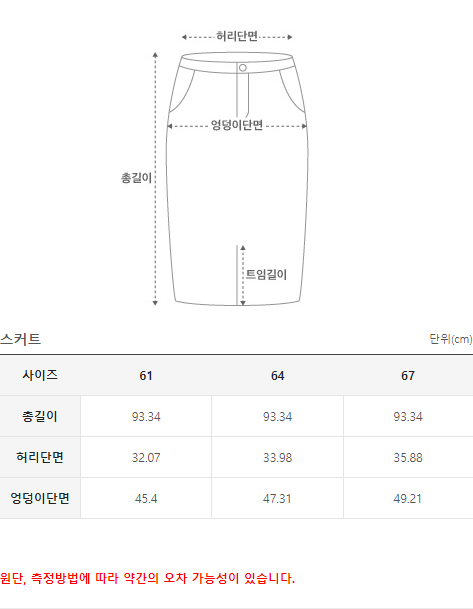 허리단면
엉덩이단면
총길이
트임길이
스커트 단위(cm)
사이즈 61 64 67
총길이 93.34 93.34 93.34
허리단면 32.07 33.98 35.88
엉덩이단면 45.4 47.31 49.21
원단, 측정방법에 따라 약간의 오차 가능성이 있습니다.